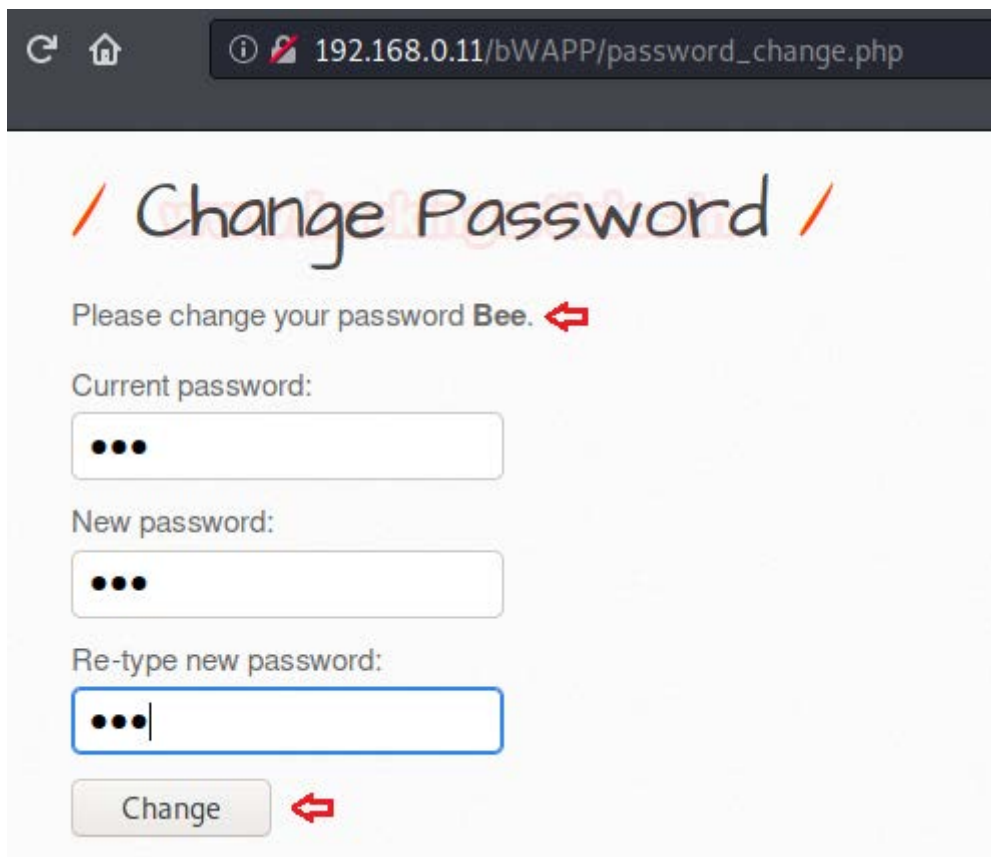 192.168.0.11/bWAPP/password_change.php
/ Change Password /
Please change your password Bee.
Current password:
●●●
New password:
●●●
Re-type new password:
●●●
Change